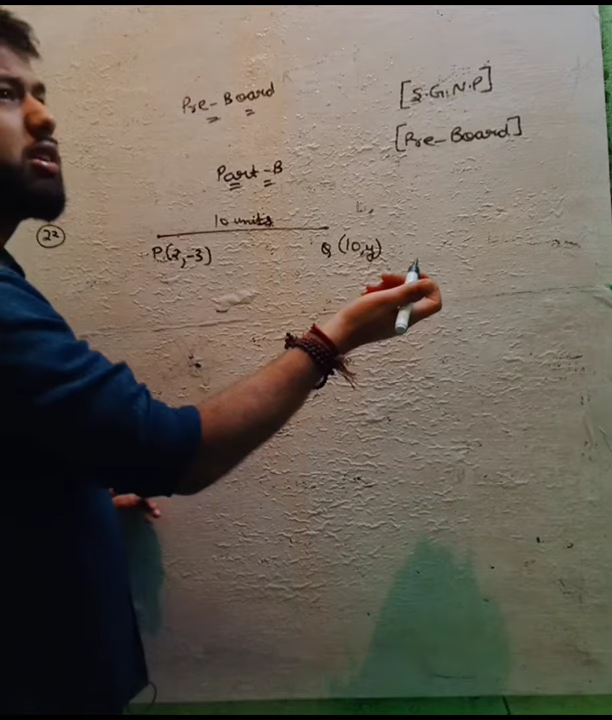 Pre-Board
[S.G.N.P]
[Pre-Board]
Part-B
22
10 units
P(2,-3)
Q(10,y)